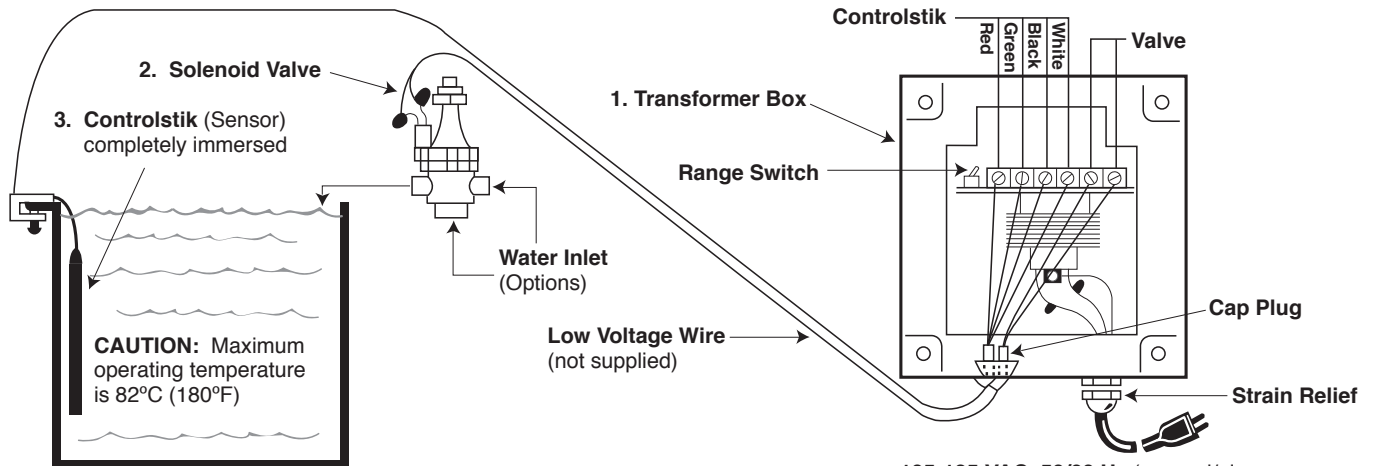 Controlstik
Red
Green
Black
White
Valve
2. Solenoid Valve
1. Transformer Box
3. Controlstik (Sensor)
completely immersed
Range Switch
Water Inlet
(Options)
Cap Plug
Low Voltage Wire
(not supplied)
CAUTION: Maximum
operating temperature
is 82ºC (180ºF)
Strain Relief